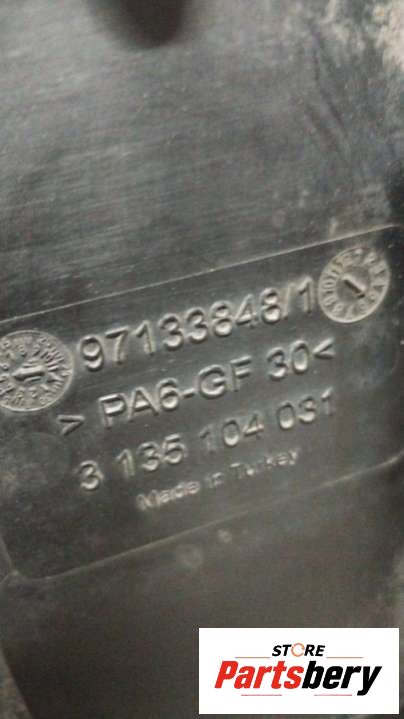 97133848/1
> PA6-GF 30<
3 135 104 031
Made in Turkey
STORE
Partsbery